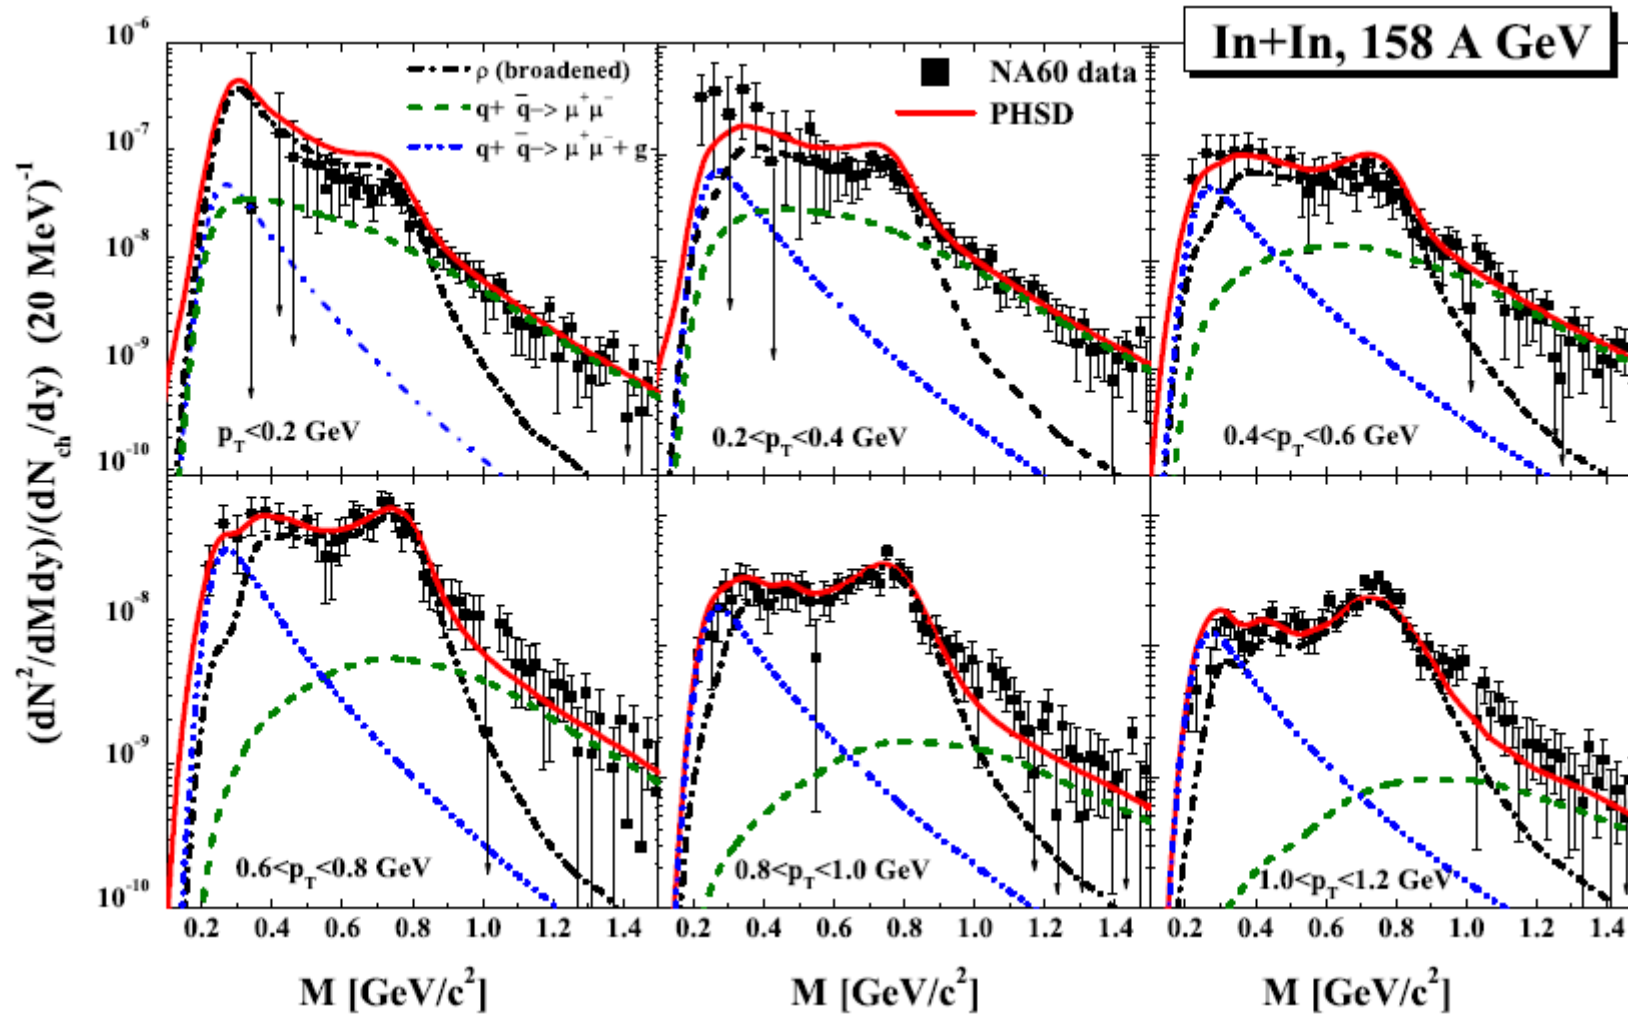 In+In, 158 A GeV
(dN²/dMdy)/(dN_ch/dy) (20 MeV)⁻¹
10⁻⁶
10⁻⁷
10⁻⁸
10⁻⁹
10⁻¹⁰
ρ (broadened)
q+ q̄−> μ⁺μ⁻
q+ q̄−> μ⁺μ⁻+ g
NA60 data
PHSD
p_T<0.2 GeV
0.2<p_T<0.4 GeV
0.4<p_T<0.6 GeV
10⁻⁸
10⁻⁹
10⁻¹⁰
0.6<p_T<0.8 GeV
0.8<p_T<1.0 GeV
1.0<p_T<1.2 GeV
0.2 0.4 0.6 0.8 1.0 1.2 1.4
0.2 0.4 0.6 0.8 1.0 1.2 1.4
0.2 0.4 0.6 0.8 1.0 1.2 1.4
M [GeV/c²]
M [GeV/c²]
M [GeV/c²]